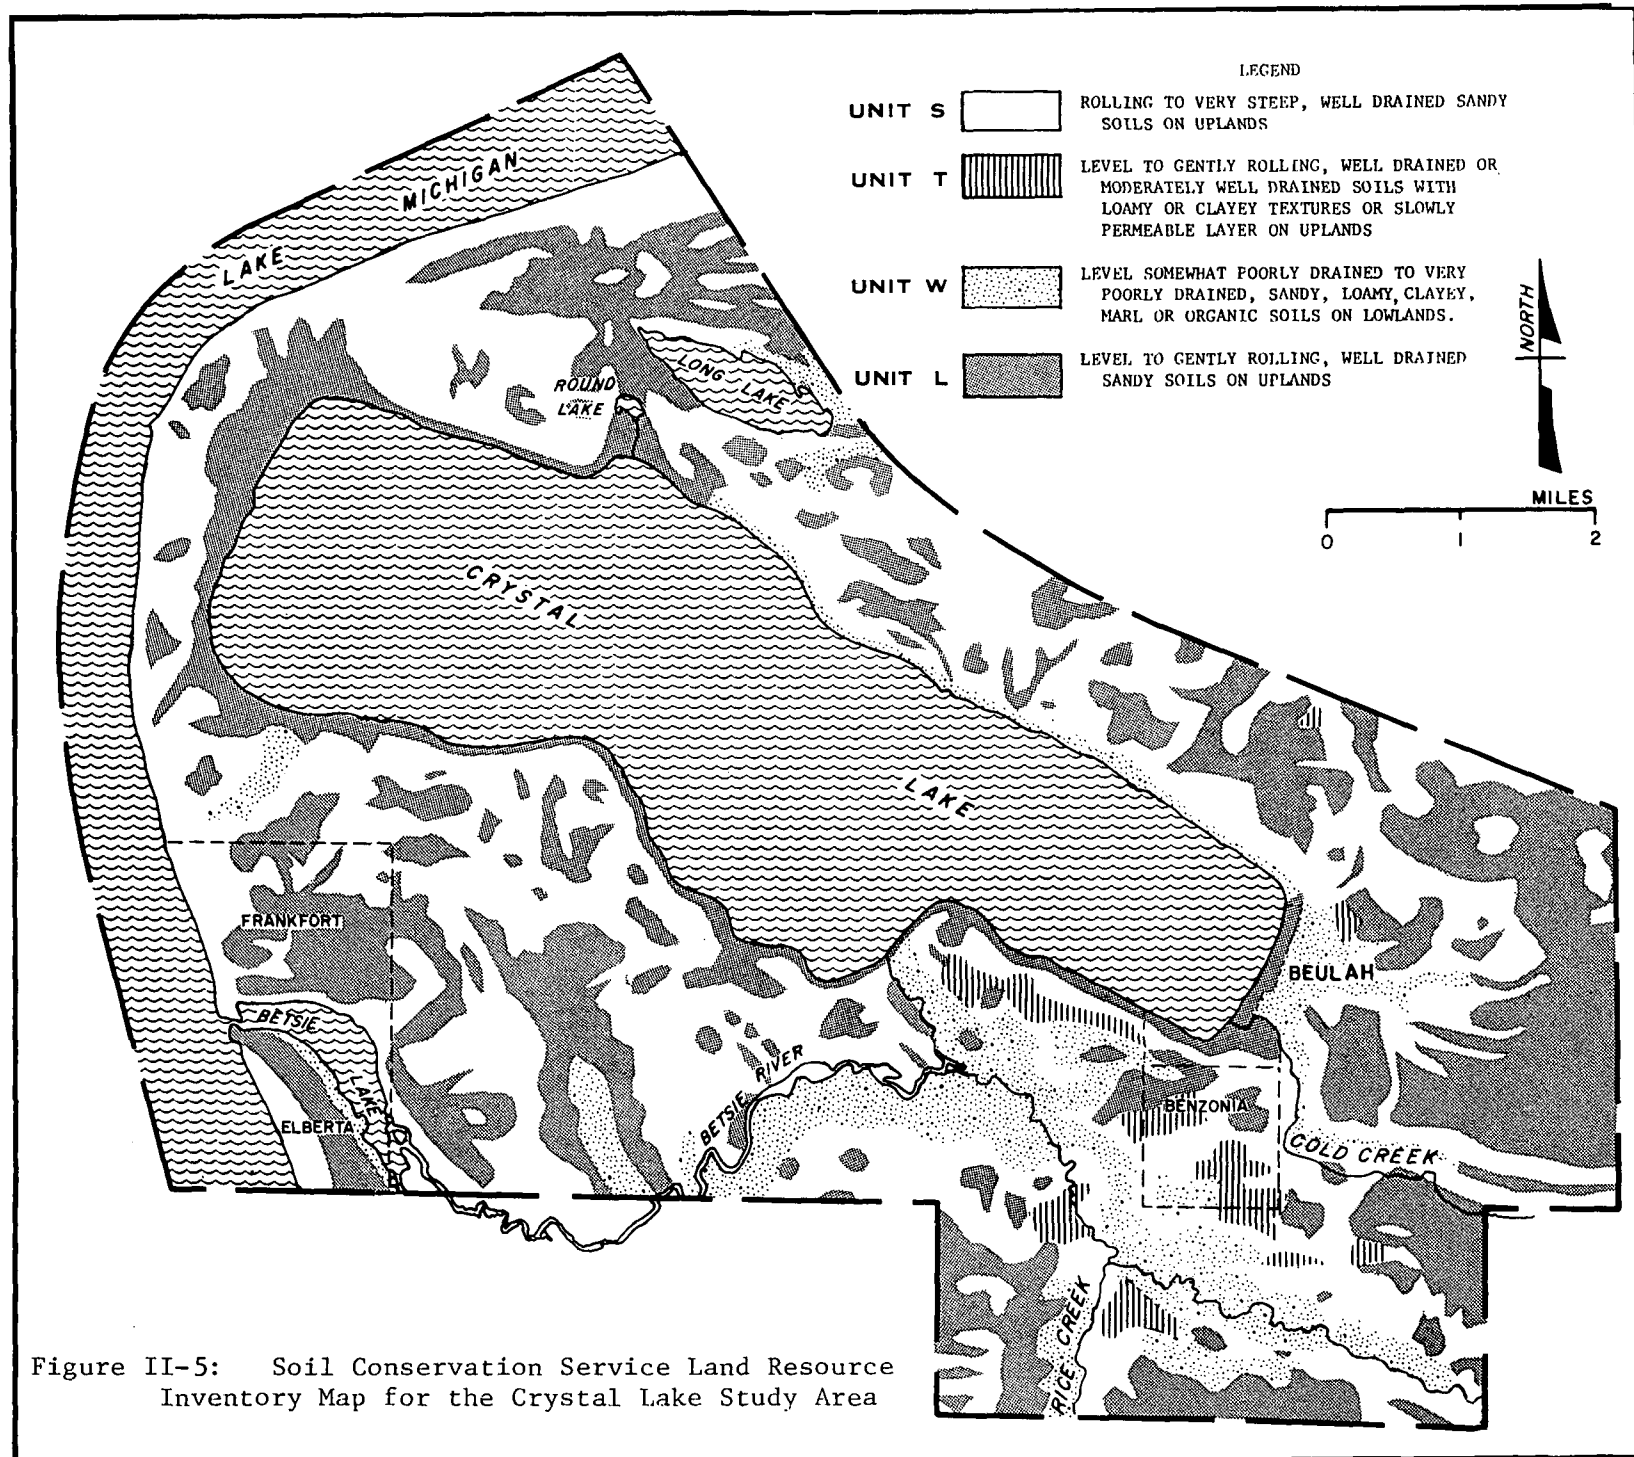 LEGEND
UNIT S
ROLLING TO VERY STEEP, WELL DRAINED SANDY
SOILS ON UPLANDS
UNIT T
LEVEL TO GENTLY ROLLING, WELL DRAINED OR
MODERATELY WELL DRAINED SOILS WITH
LOAMY OR CLAYEY TEXTURES OR SLOWLY
PERMEABLE LAYER ON UPLANDS
UNIT W
LEVEL SOMEWHAT POORLY DRAINED TO VERY
POORLY DRAINED, SANDY, LOAMY, CLAYEY,
MARL OR ORGANIC SOILS ON LOWLANDS.
UNIT L
LEVEL TO GENTLY ROLLING, WELL DRAINED
SANDY SOILS ON UPLANDS
NORTH
MILES
0 1 2
LAKE MICHIGAN
ROUND
LAKE
LONG LAKE
CRYSTAL LAKE
FRANKFORT
BEULAH
BETSIE LAKE
ELBERTA
BETSIE RIVER
BENZONIA
COLD CREEK
RICE CREEK
Figure II-5: Soil Conservation Service Land Resource
Inventory Map for the Crystal Lake Study Area